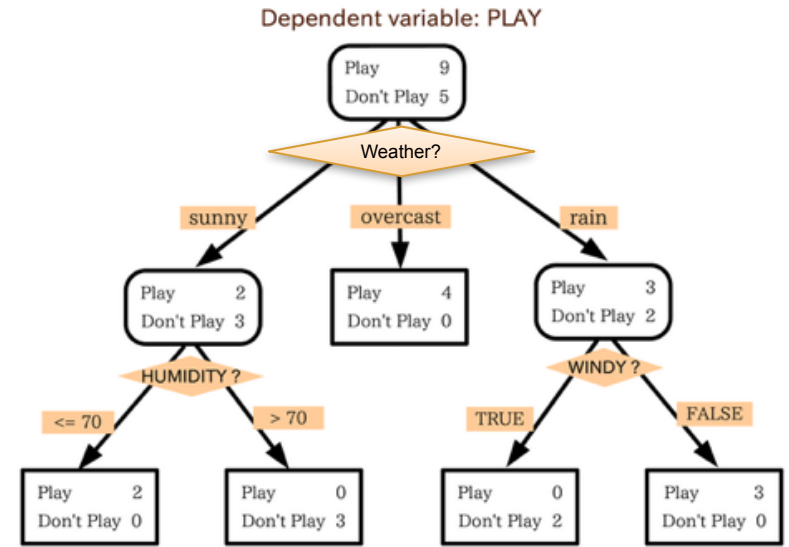 Dependent variable: PLAY
Play 9
Don't Play 5
Weather?
sunny
overcast
rain
Play 2
Don't Play 3
Play 4
Don't Play 0
Play 3
Don't Play 2
HUMIDITY ?
WINDY ?
<= 70
> 70
TRUE
FALSE
Play 2
Don't Play 0
Play 0
Don't Play 3
Play 0
Don't Play 2
Play 3
Don't Play 0